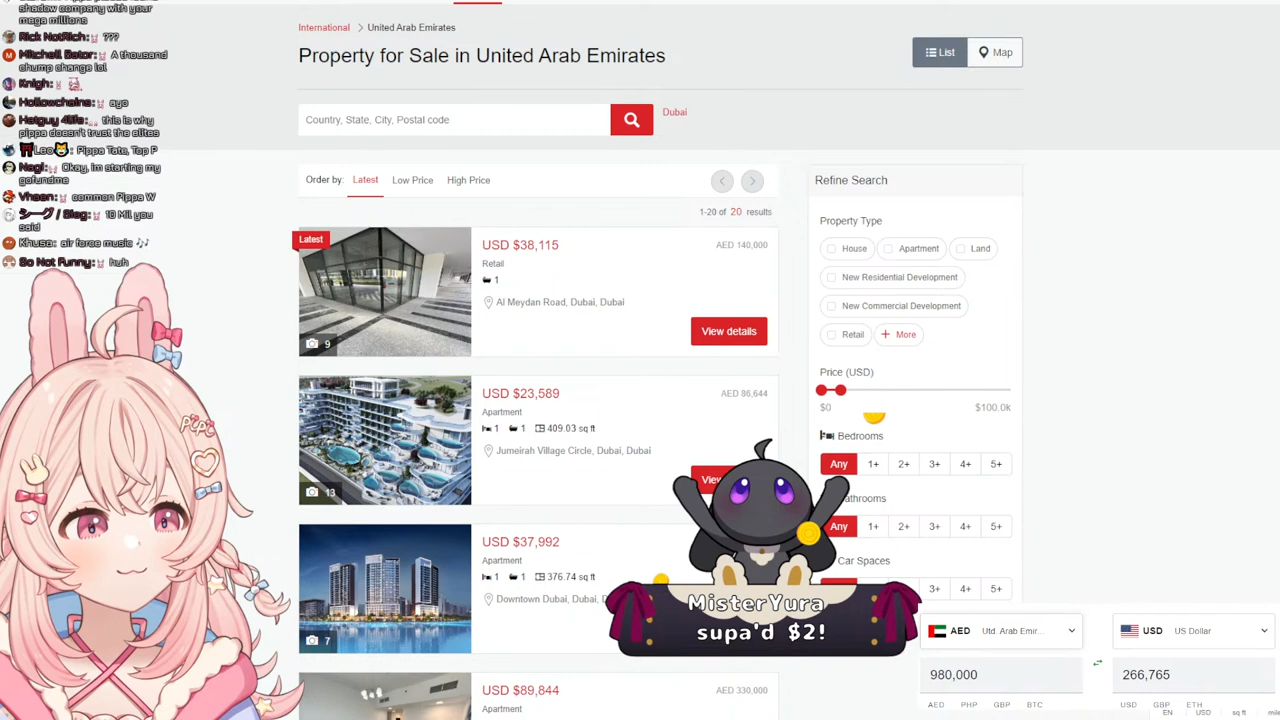 shadow company with your
mega millions
Rick NotRich: ???
Mitchell Bator: A thousand
chump change lol
Knigh:
Hollowchains: ayo
Hotguy 4life: this is why
pippa doesn't trust the elites
Leo: Pippa Tate, Top P
Nagi: Okay, im starting my
gofundme
Vheen: common Pippa W
シーグ / Sieg: 10 Mil you
said
Khusa: air force music
So Not Funny: huh
International > United Arab Emirates
Property for Sale in United Arab Emirates
List
Map
Country, State, City, Postal code
Dubai
Order by: Latest Low Price High Price
1-20 of 20 results
Latest
9
USD $38,115
AED 140,000
Retail
1
Al Meydan Road, Dubai, Dubai
View details
13
USD $23,589
AED 86,644
Apartment
1 1 409.03 sq ft
Jumeirah Village Circle, Dubai, Dubai
7
USD $37,992
Apartment
1 1 376.74 sq ft
Downtown Dubai, D
USD $89,844
AED 330,000
Apartment
Refine Search
Property Type
House Apartment Land
New Residential Development
New Commercial Development
Retail + More
Price (USD)
$0 $100.0k
Bedrooms
Any 1+ 2+ 3+ 4+ 5+
Any 1+ 2+ 3+ 4+ 5+
Car Spaces
3+ 4+ 5+
Pipa
MisterYura
supa'd $2!
AED Utd. Arab Emir...
USD US Dollar
980,000
266,765
AED PHP GBP BTC
USD GBP ETH
EN USD sq ft